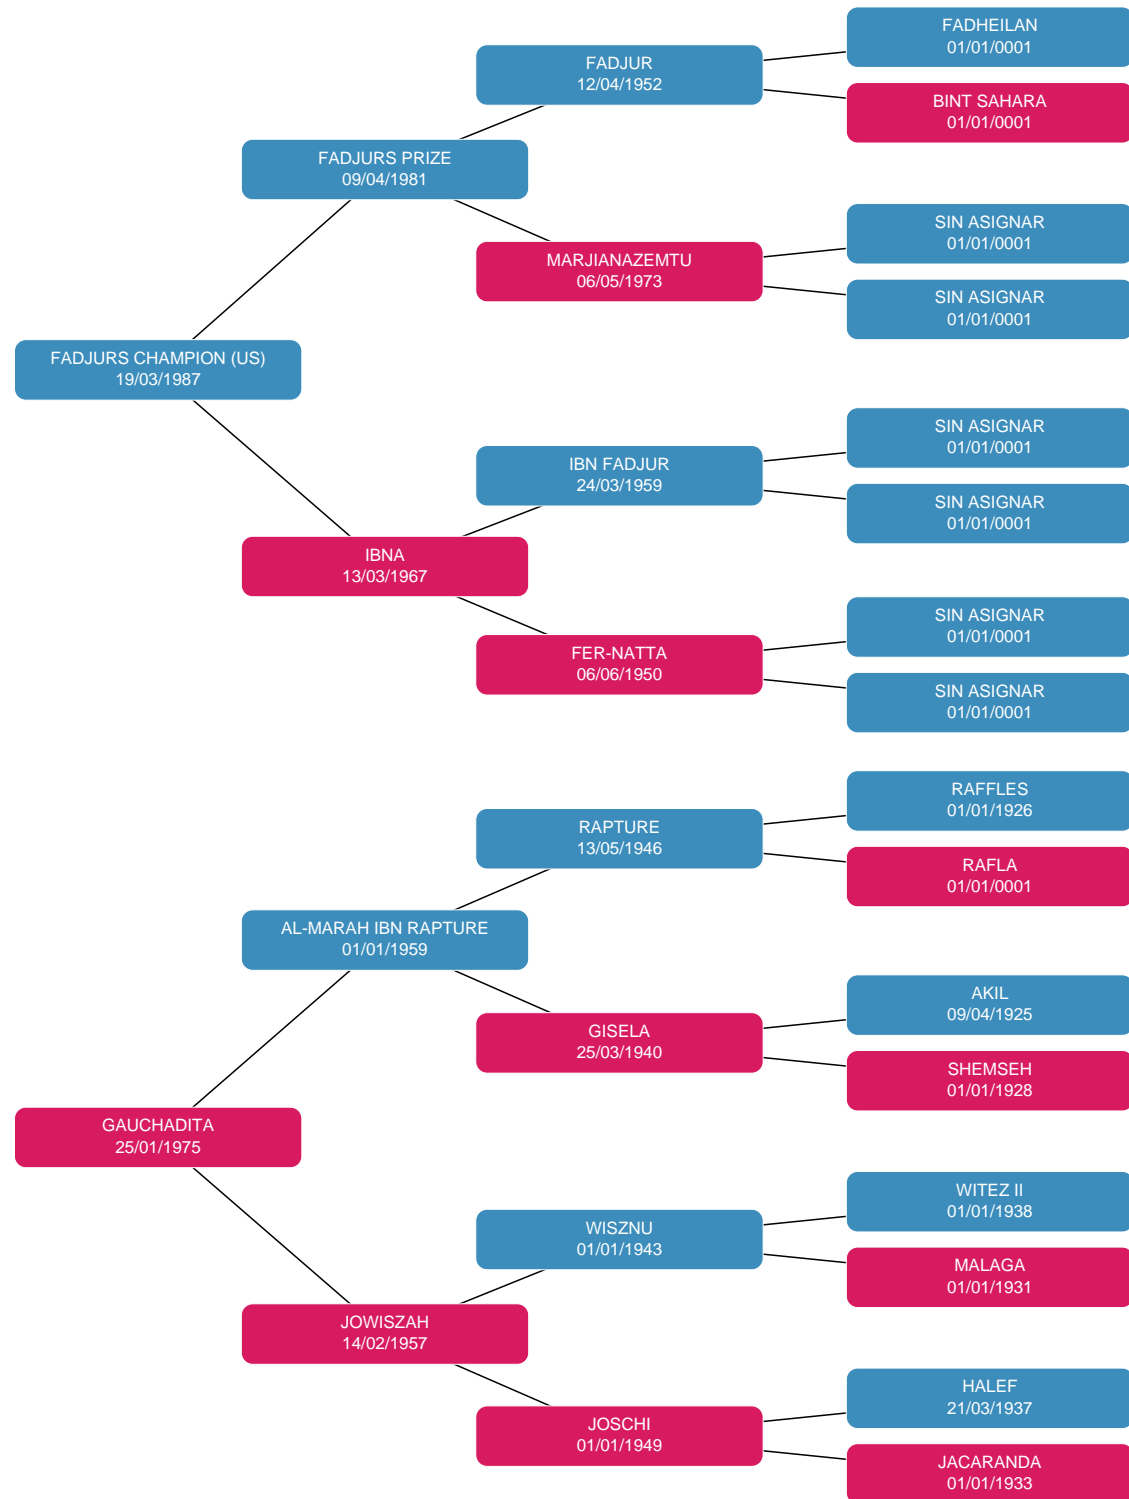 FADHEILAN
01/01/0001
FADJUR
12/04/1952
BINT SAHARA
01/01/0001
FADJURS PRIZE
09/04/1981
SIN ASIGNAR
01/01/0001
MARJIANAZEMTU
06/05/1973
SIN ASIGNAR
01/01/0001
FADJURS CHAMPION (US)
19/03/1987
SIN ASIGNAR
01/01/0001
IBN FADJUR
24/03/1959
SIN ASIGNAR
01/01/0001
IBNA
13/03/1967
SIN ASIGNAR
01/01/0001
FER-NATTA
06/06/1950
SIN ASIGNAR
01/01/0001
RAFFLES
01/01/1926
RAPTURE
13/05/1946
RAFLA
01/01/0001
AL-MARAH IBN RAPTURE
01/01/1959
AKIL
09/04/1925
GISELA
25/03/1940
SHEMSEH
01/01/1928
GAUCHADITA
25/01/1975
WITEZ II
01/01/1938
WISZNU
01/01/1943
MALAGA
01/01/1931
JOWISZAH
14/02/1957
HALEF
21/03/1937
JOSCHI
01/01/1949
JACARANDA
01/01/1933